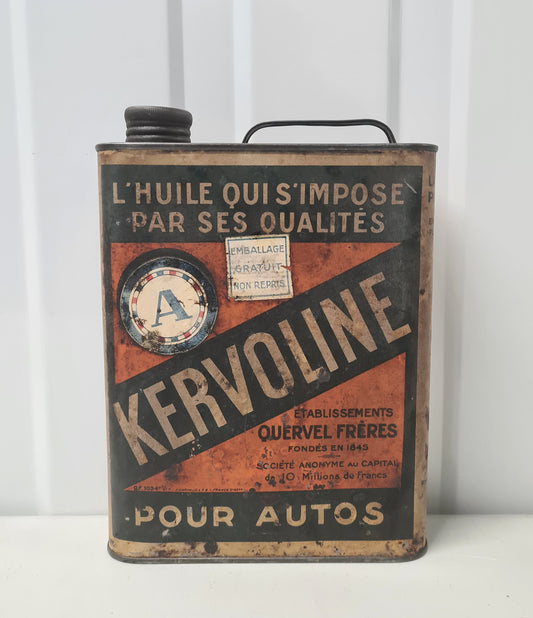 L'HUILE QUI S'IMPOSE
PAR SES QUALITÉS
EMBALLAGE
GRATUIT
NON REPRIS
A
KERVOLINE
ÉTABLISSEMENTS
QUERVEL FRÈRES
FONDÉS EN 1845
SOCIÉTÉ ANONYME AU CAPITAL
de 10 Millions de Francs
POUR AUTOS